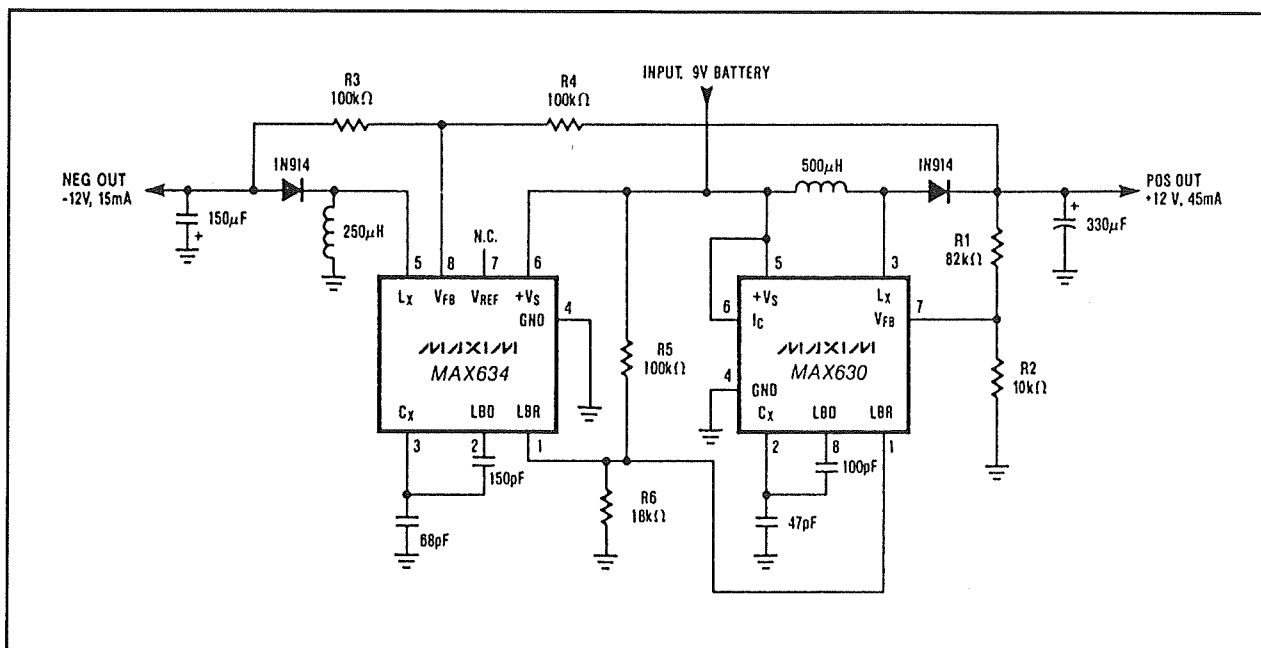 INPUT, 9V BATTERY
R3
100kΩ
R4
100kΩ
1N914
500μH
1N914
NEG OUT
-12V, 15mA
POS OUT
+12 V, 45mA
150μF
+
250μH
N.C.
+
330μF
R1
82kΩ
5 8 7 6
LX VFB VREF +VS
GND
4
MAXIM
MAX634
CX LBD LBR
3 2 1
R5
100kΩ
5 3
+VS LX
6
IC
VFB
7
MAXIM
MAX630
4
GND
CX LBD LBR
2 8 1
R2
10kΩ
150pF
68pF
R6
18kΩ
100pF
47pF